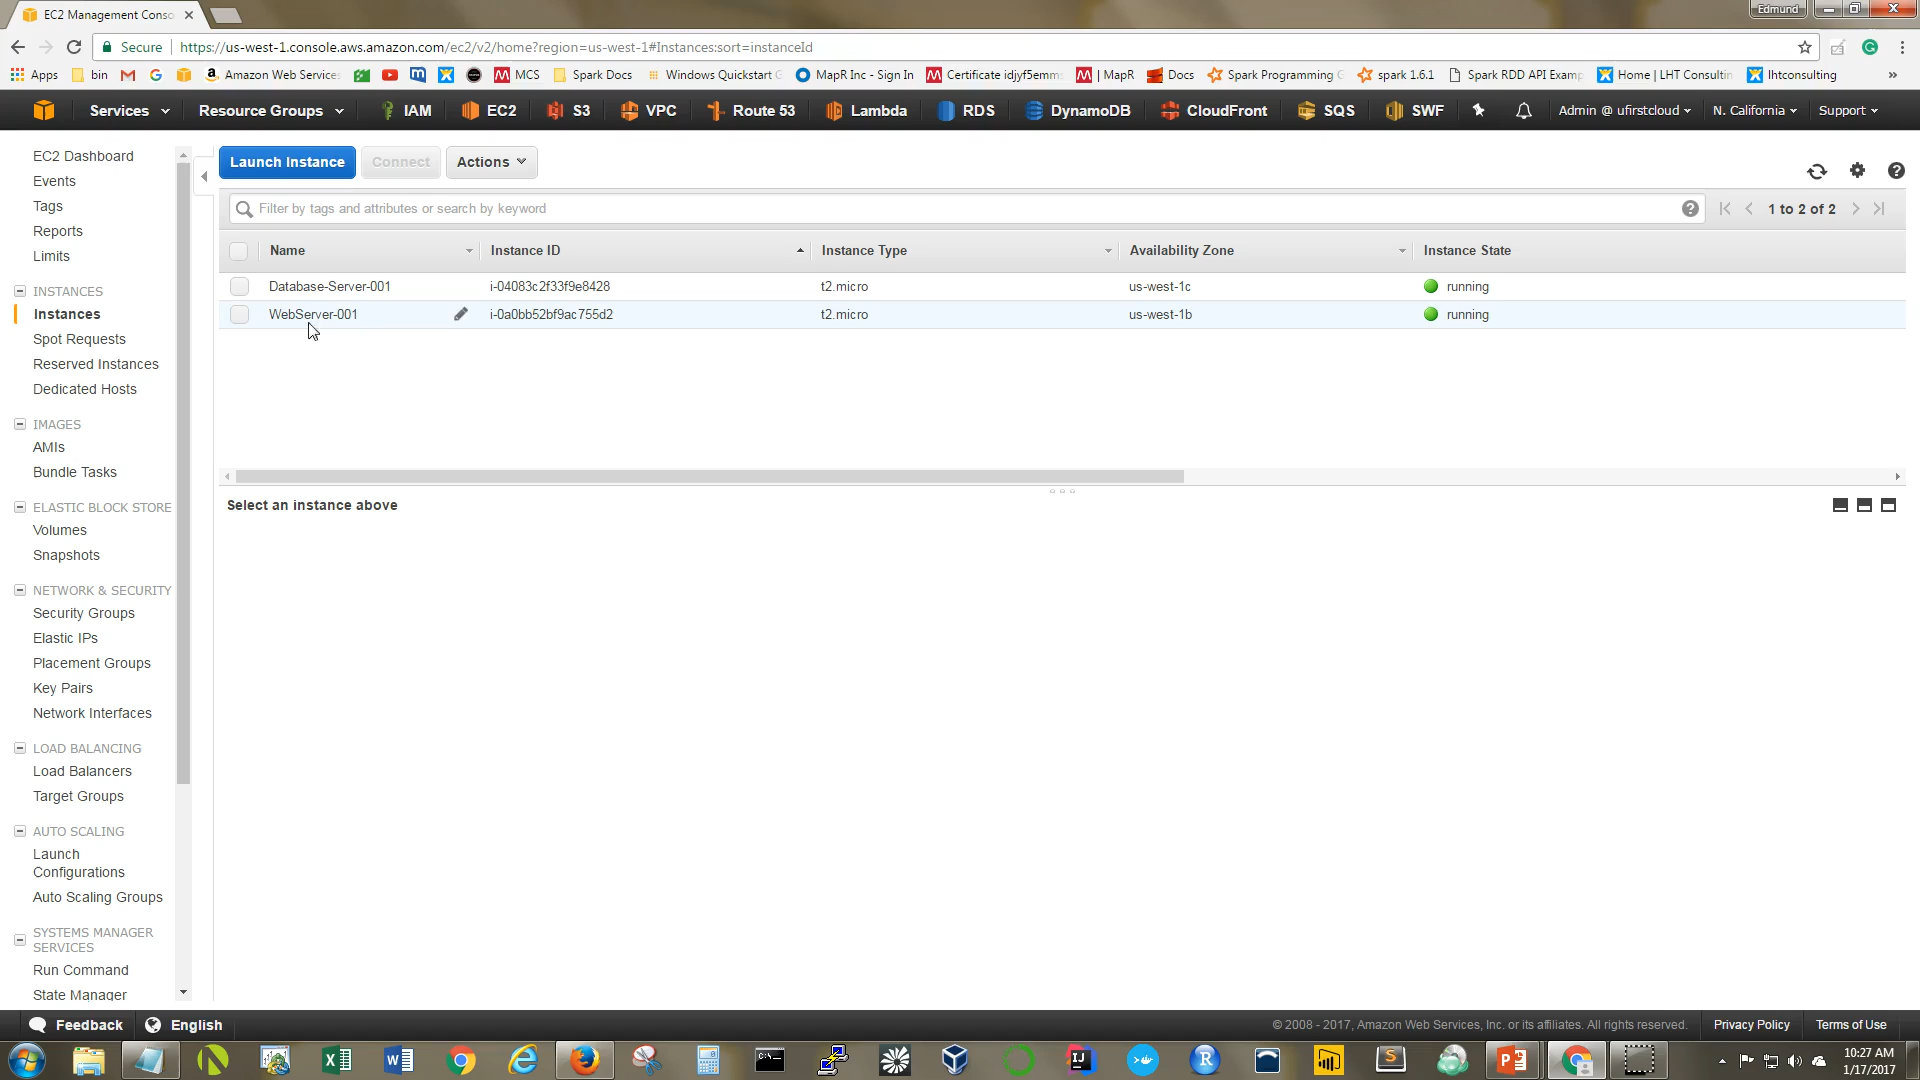 EC2 Management Conso
Edmund
Secure https://us-west-1.console.aws.amazon.com/ec2/v2/home?region=us-west-1#Instances:sort=instanceId
Apps bin Amazon Web Services MCS Spark Docs Windows Quickstart MapR Inc - Sign In Certificate idjyf5emm | MapR Docs Spark Programming spark 1.6.1 Spark RDD API Examp Home | LHT Consultin lhtconsulting »
Services Resource Groups IAM EC2 S3 VPC Route 53 Lambda RDS DynamoDB CloudFront SQS SWF Admin @ ufirstcloud N. California Support
EC2 Dashboard
Events
Tags
Reports
Limits
INSTANCES
Instances
Spot Requests
Reserved Instances
Dedicated Hosts
IMAGES
AMIs
Bundle Tasks
ELASTIC BLOCK STORE
Volumes
Snapshots
NETWORK & SECURITY
Security Groups
Elastic IPs
Placement Groups
Key Pairs
Network Interfaces
LOAD BALANCING
Load Balancers
Target Groups
AUTO SCALING
Launch
Configurations
Auto Scaling Groups
SYSTEMS MANAGER
SERVICES
Run Command
State Manager
Launch Instance Connect Actions
Filter by tags and attributes or search by keyword 1 to 2 of 2
Name Instance ID Instance Type Availability Zone Instance State
Database-Server-001 i-04083c2f33f9e8428 t2.micro us-west-1c running
WebServer-001 i-0a0bb52bf9ac755d2 t2.micro us-west-1b running
Select an instance above
Feedback English © 2008 - 2017, Amazon Web Services, Inc. or its affiliates. All rights reserved. Privacy Policy Terms of Use
10:27 AM
1/17/2017